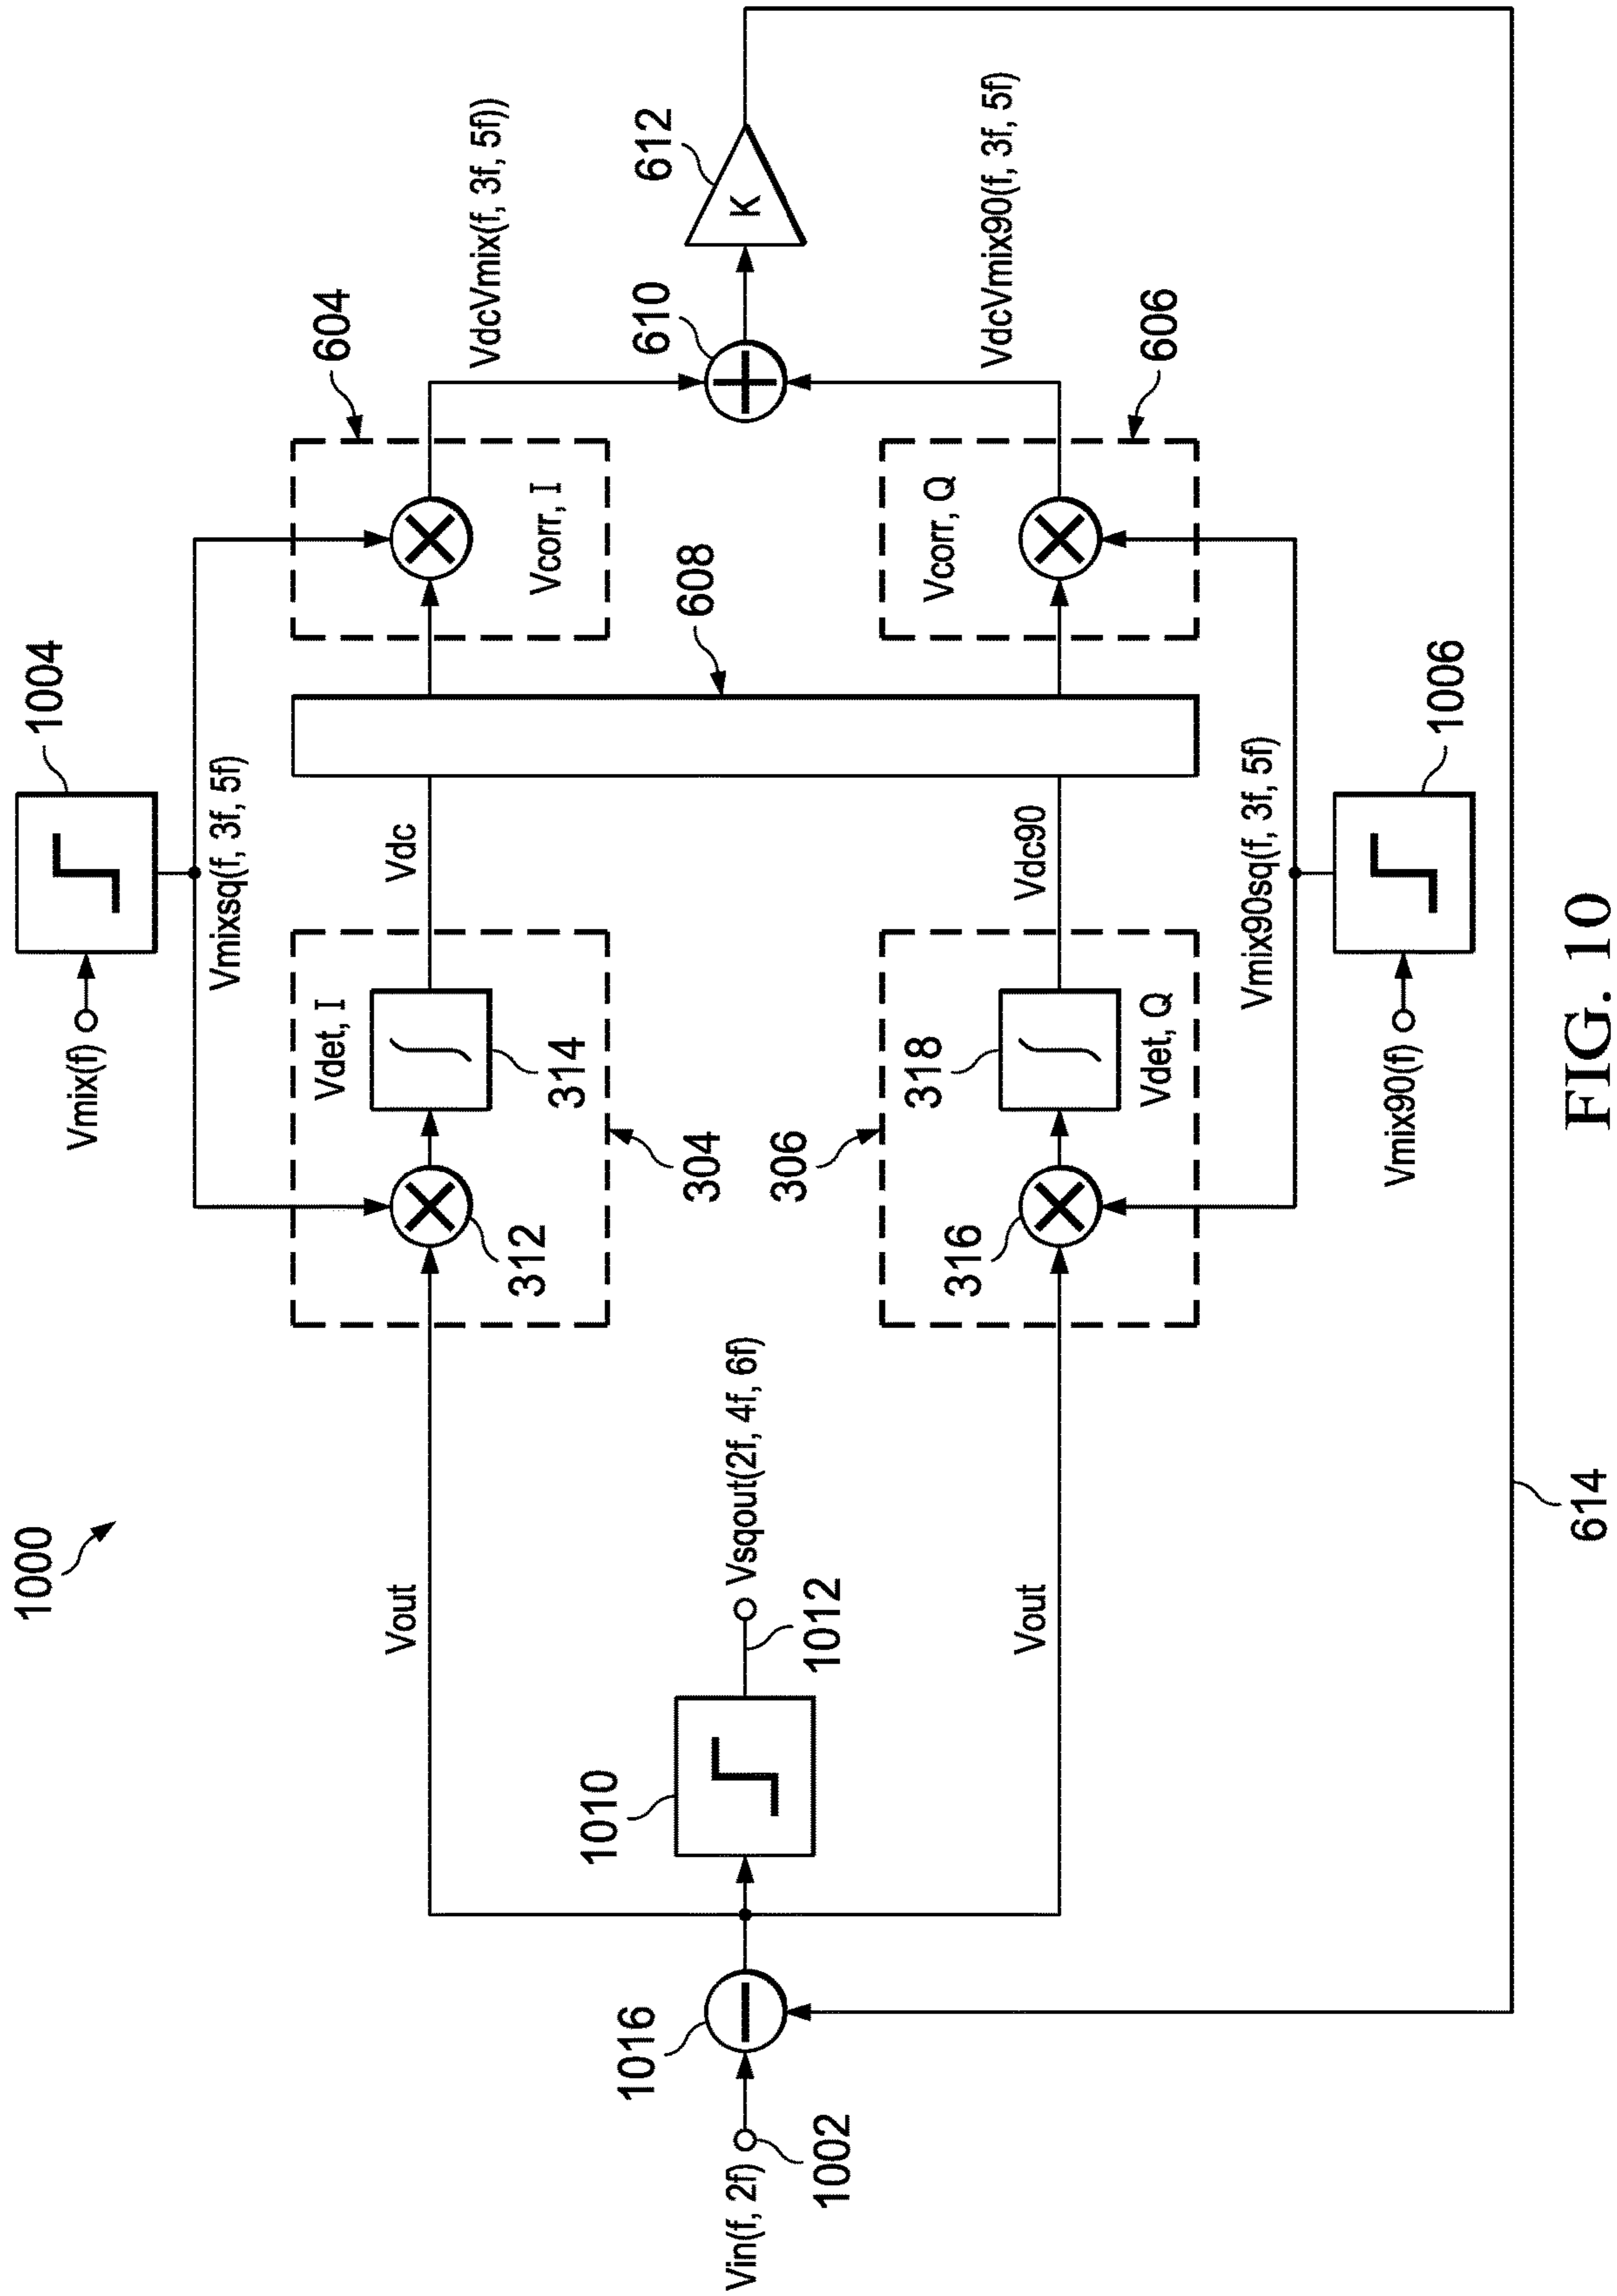 1000
Vmix(f)
1004
Vmixsq(f, 3f, 5f)
Vout
312
Vdet, I
314
304
Vdc
604
Vcorr, I
VdcVmix(f, 3f, 5f))
Vin(f, 2f)
1002
1016
1010
1012
Vsqout(2f, 4f, 6f)
608
610
612
K
Vout
306
316
318
Vdet, Q
Vdc90
Vcorr, Q
606
VdcVmix90(f, 3f, 5f)
Vmix90sq(f, 3f, 5f)
Vmix90(f)
1006
614
FIG. 10